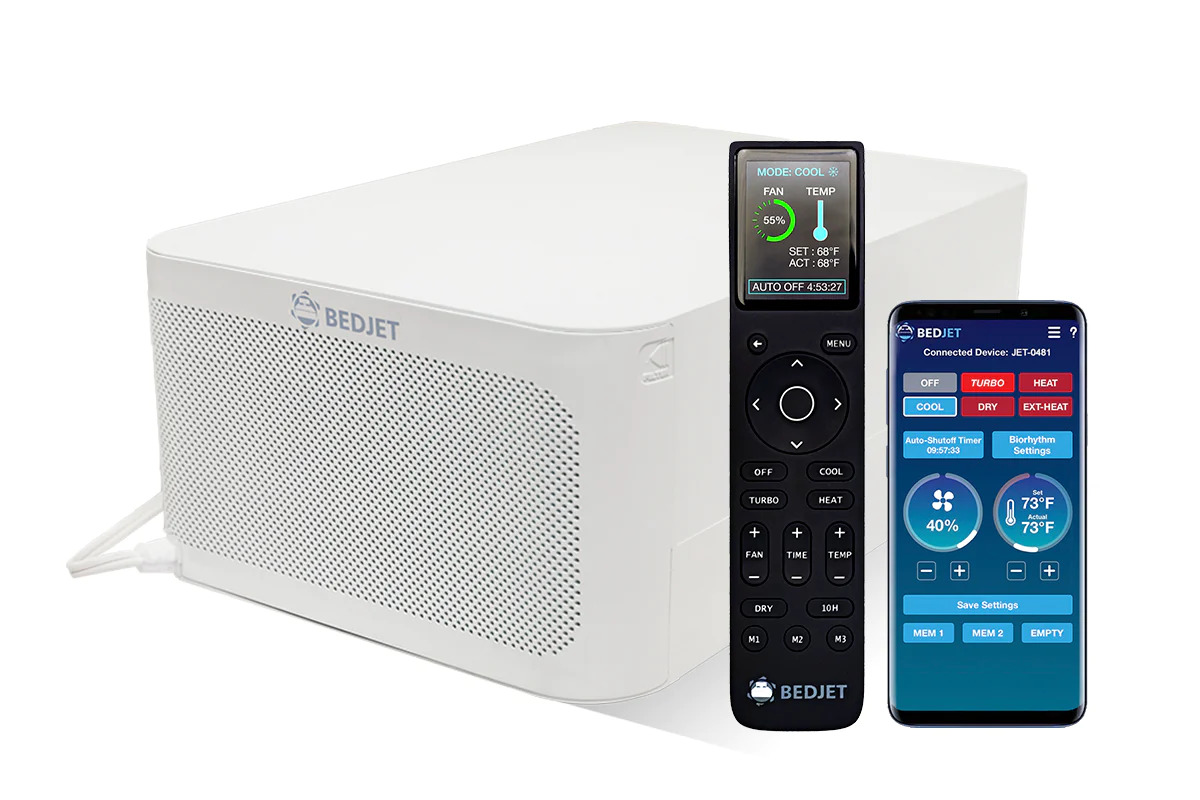 BEDJET
FILTER
MODE: COOL
FAN TEMP
55%
SET : 68°F
ACT : 68°F
AUTO OFF 4:53:27
MENU
OFF COOL
TURBO HEAT
+ + +
FAN TIME TEMP
− − −
DRY 10H
M1 M2 M3
BEDJET
BEDJET ?
Connected Device: JET-0481
OFF TURBO HEAT
COOL DRY EXT-HEAT
Auto-Shutoff Timer
09:57:33
Biorhythm
Settings
40%
Set
73°F
Actual
73°F
− + − +
Save Settings
MEM 1 MEM 2 EMPTY